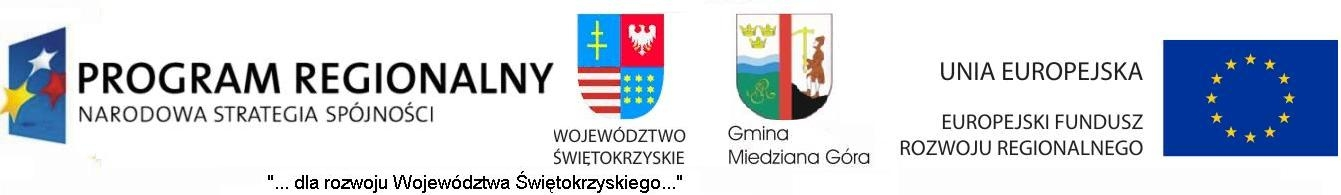 PROGRAM REGIONALNY
NARODOWA STRATEGIA SPÓJNOŚCI
WOJEWÓDZTWO
ŚWIĘTOKRZYSKIE
Gmina
Miedziana Góra
UNIA EUROPEJSKA
EUROPEJSKI FUNDUSZ
ROZWOJU REGIONALNEGO
"... dla rozwoju Województwa Świętokrzyskiego..."